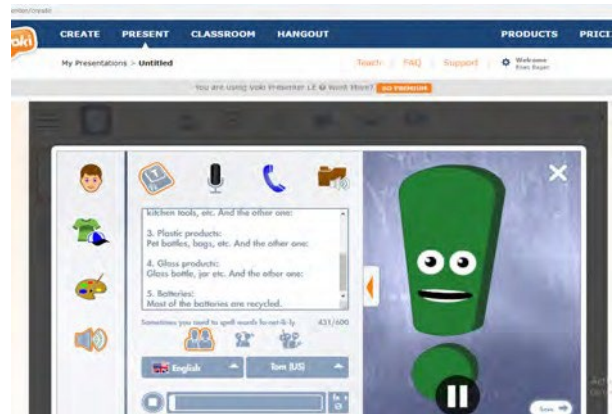 CREATE PRESENT CLASSROOM HANGOUT PRODUCTS PRICI
My Presentations > Untitled
Teach FAQ Support Welcome
You are using Voki Presenter LE Want More? GO PREMIUM
kitchen tools, etc. And the other one:
3. Plastic products:
Pet bottles, bags, etc. And the other one:
4. Glass products:
Glass bottle, jar etc. And the other one:
5. Batteries:
Most of the batteries are recycled.
Sometimes you need to spell words fo-net-ik-ly 431/600
English Tom (US)